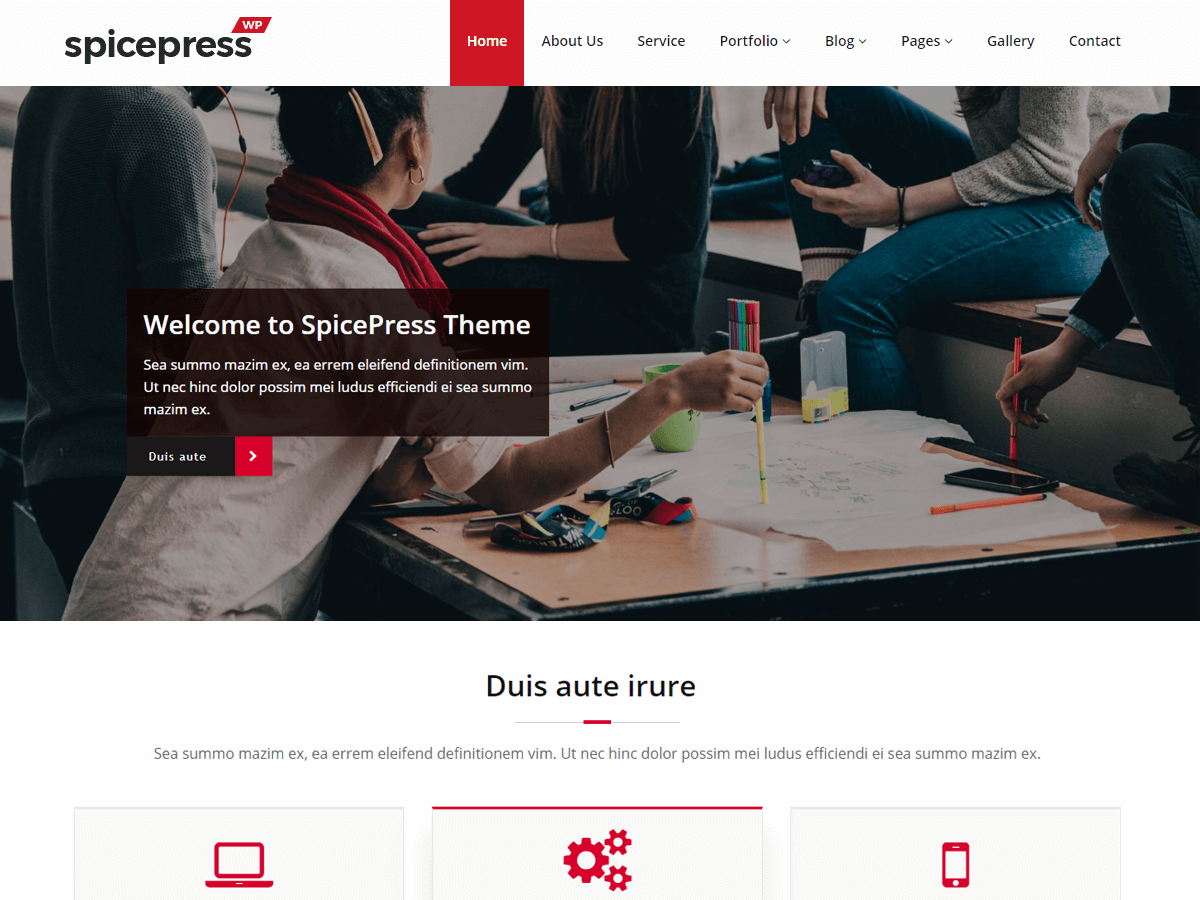 WP
spicepress
Home About Us Service Portfolio Blog Pages Gallery Contact
Welcome to SpicePress Theme
Sea summo mazim ex, ea errem eleifend definitionem vim.
Ut nec hinc dolor possim mei ludus efficiendi ei sea summo
mazim ex.
Duis aute
Duis aute irure
Sea summo mazim ex, ea errem eleifend definitionem vim. Ut nec hinc dolor possim mei ludus efficiendi ei sea summo mazim ex.